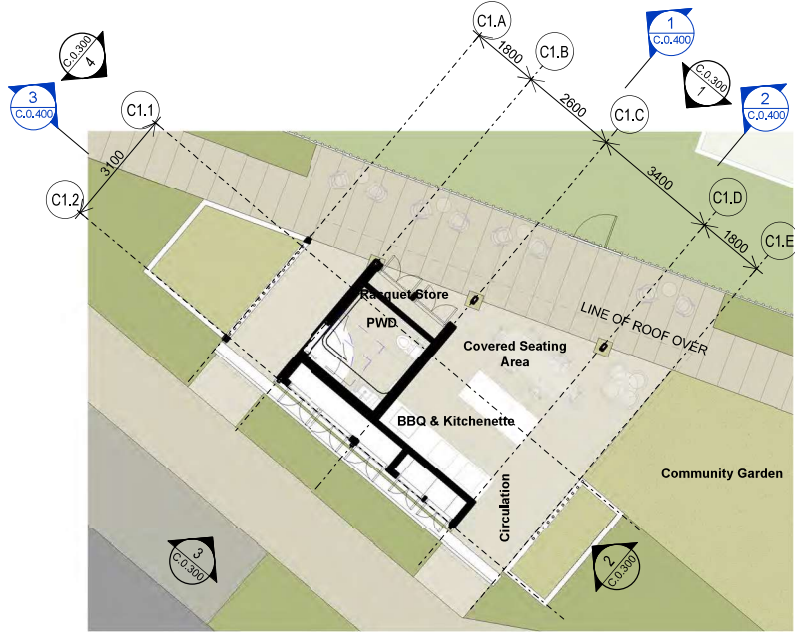 C1.A
1
C.0.400
1800
C1.B
C.0.300
4
C.0.300
1
3
C.0.400
2600
2
C.0.400
C1.1
C1.C
3100
3400
C1.2
C1.D
1800
C1.E
Racquet Store
PWD
LINE OF ROOF OVER
Covered Seating
Area
BBQ & Kitchenette
Community Garden
Circulation
3
C.0.300
2
C.0.300